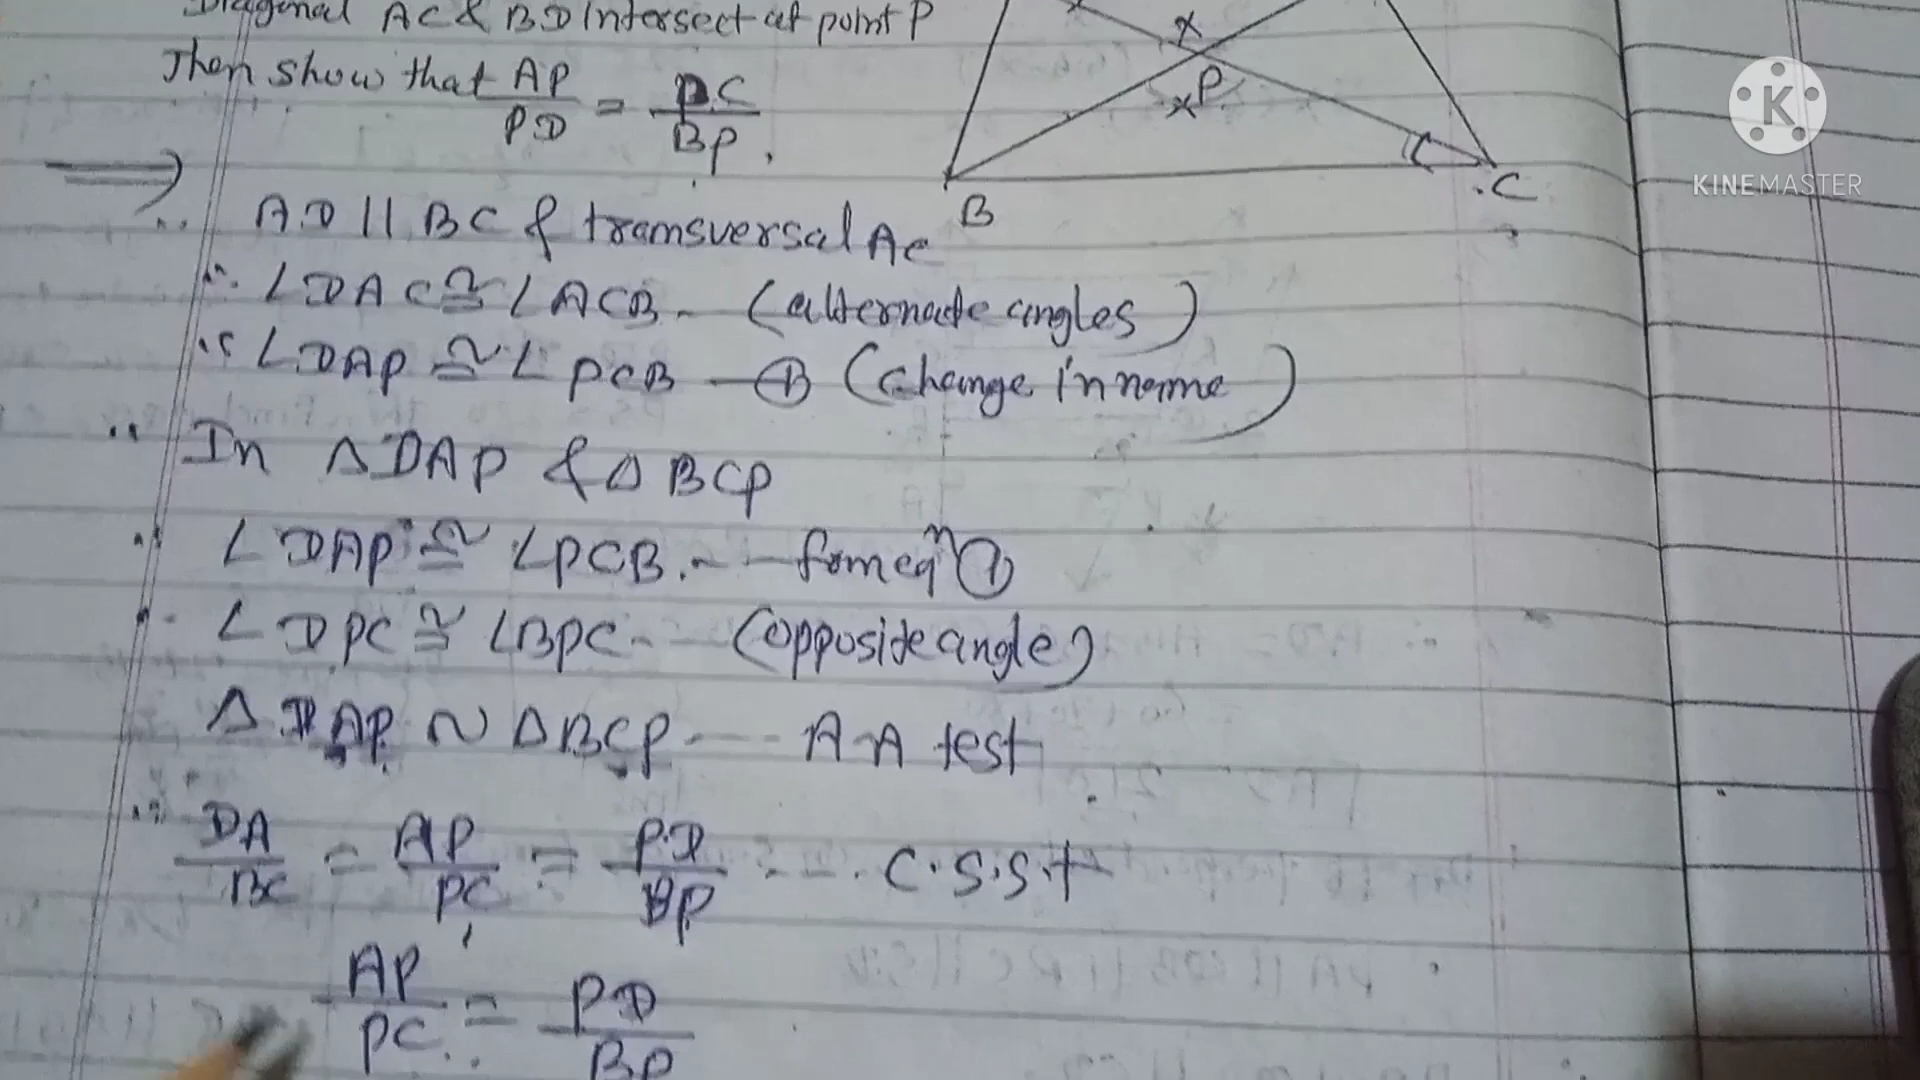 Diagonal AC & BD Intersect at point P
Then show that AP/PD = PC/BP.
P
B
C
K
KINEMASTER
AD || BC & transversal AC
∴ ∠DAC ≅ ∠ACB - (alternate angles)
∴ ∠DAP ≅ ∠PCB - ① (change in name)
∴ In △DAP & △BCP
∴ ∠DAP ≅ ∠PCB. - - fom eqⁿ ①
∠DPC ≅ ∠BPC - (opposite angle)
△DAP ~ △BCP - - - A A test
∴ DA/BC = AP/PC = PD/BP - - . C.S.S.t
AP/PC = PD/BP